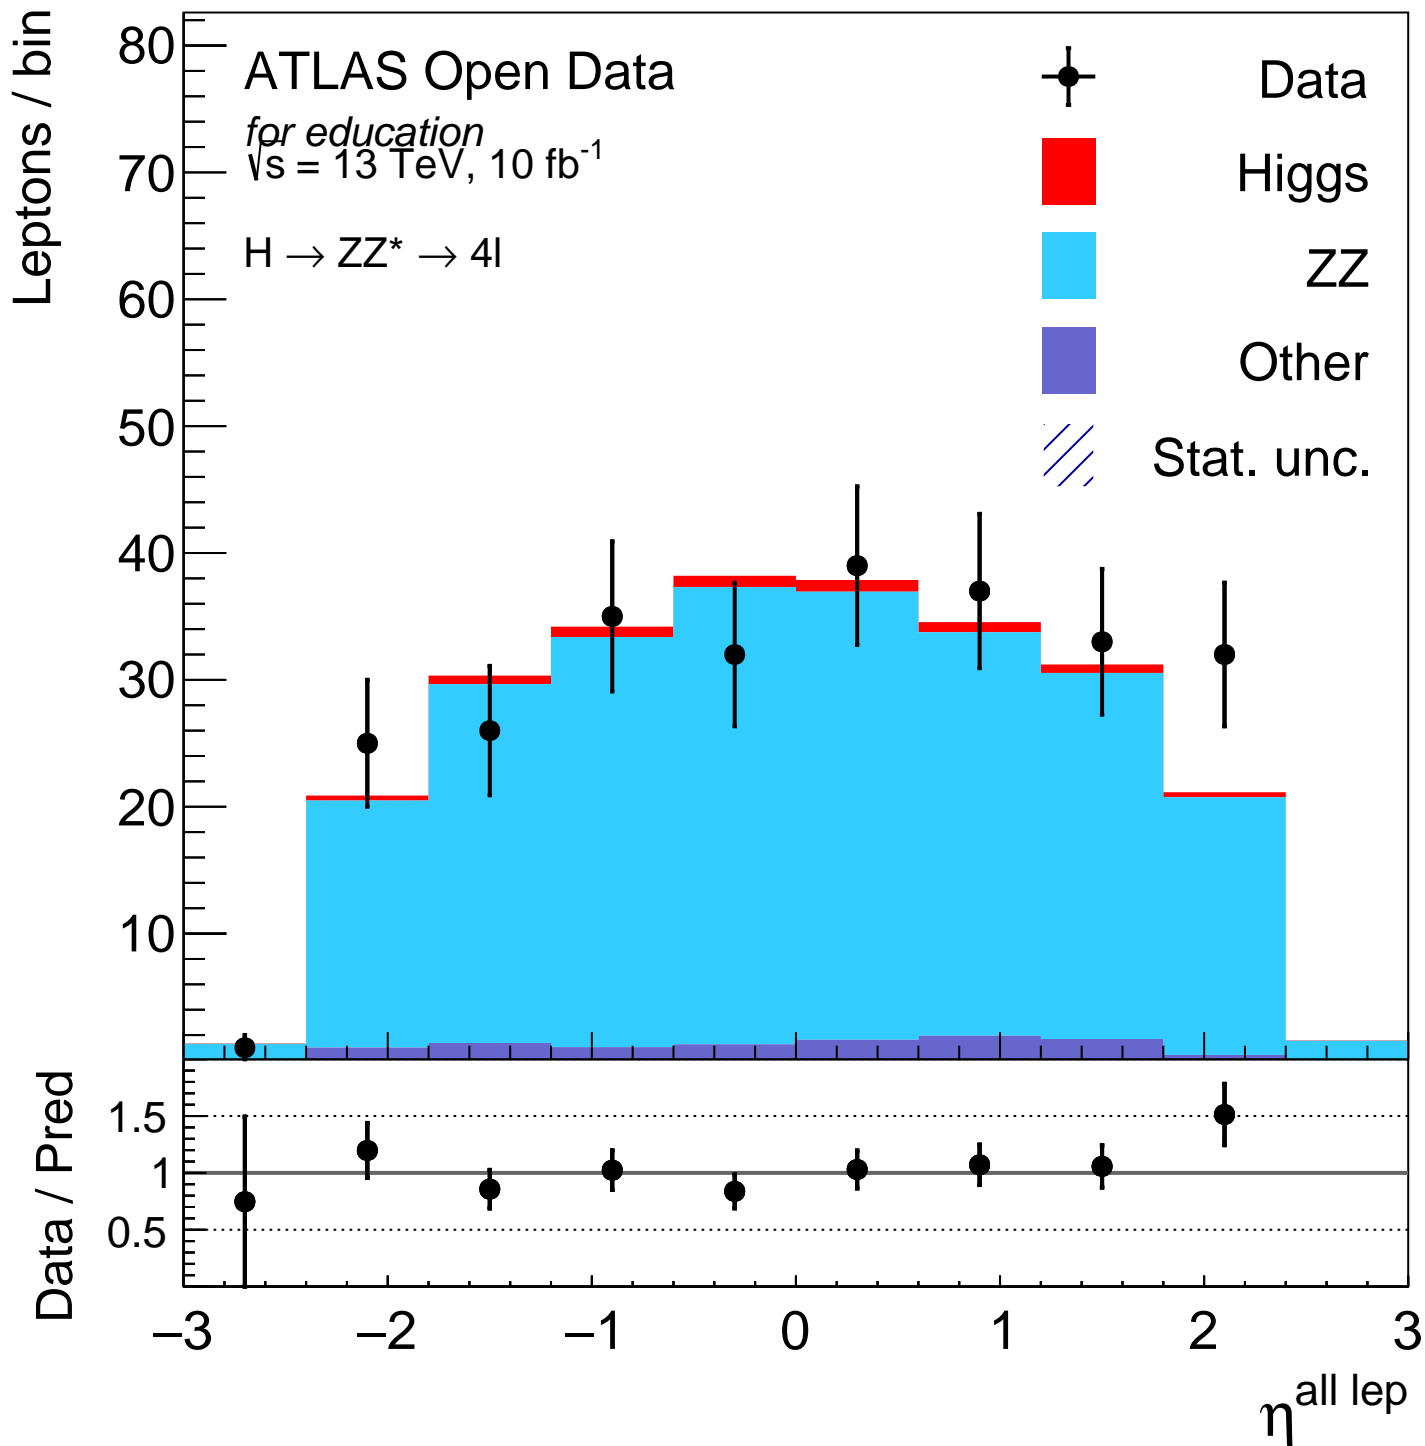 Leptons / bin
80
70
60
50
40
30
20
10
ATLAS Open Data
for education
√s = 13 TeV, 10 fb⁻¹
H → ZZ* → 4l
Data
Higgs
ZZ
Other
Stat. unc.
Data / Pred
1.5
1
0.5
−3 −2 −1 0 1 2 3
η^all lep